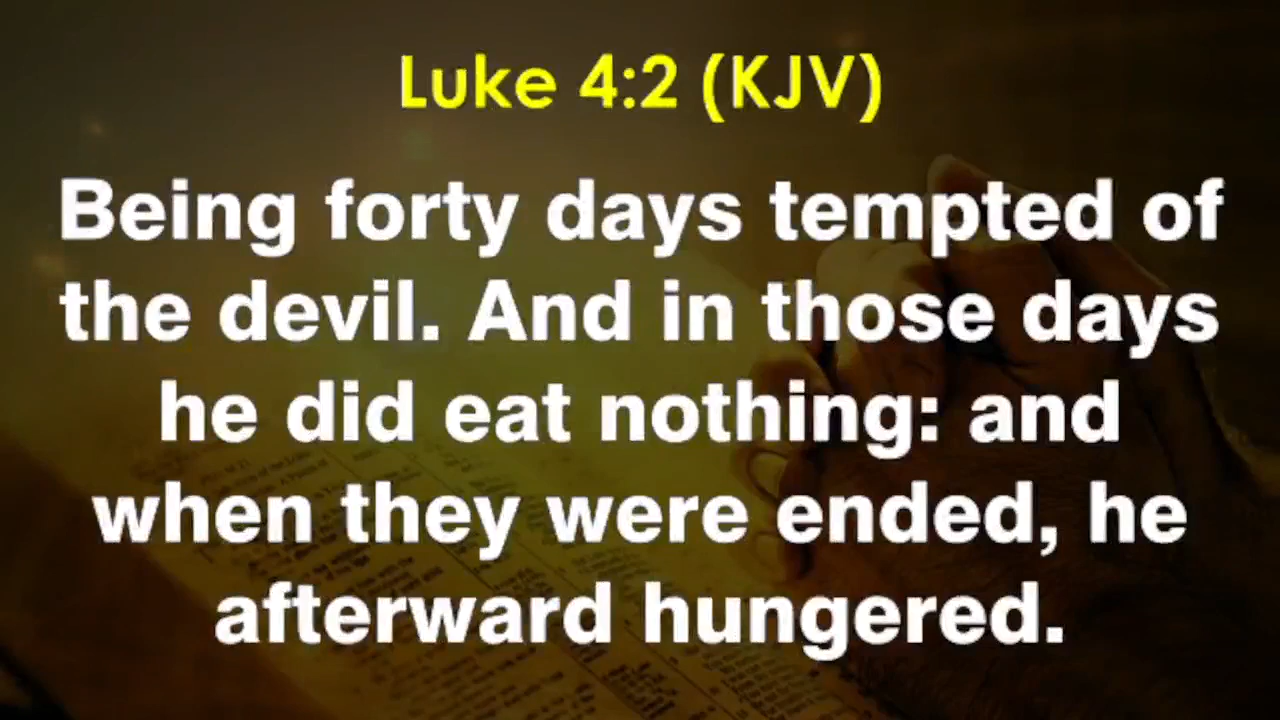 Luke 4:2 (KJV)
Being forty days tempted of
the devil. And in those days
he did eat nothing: and
when they were ended, he
afterward hungered.